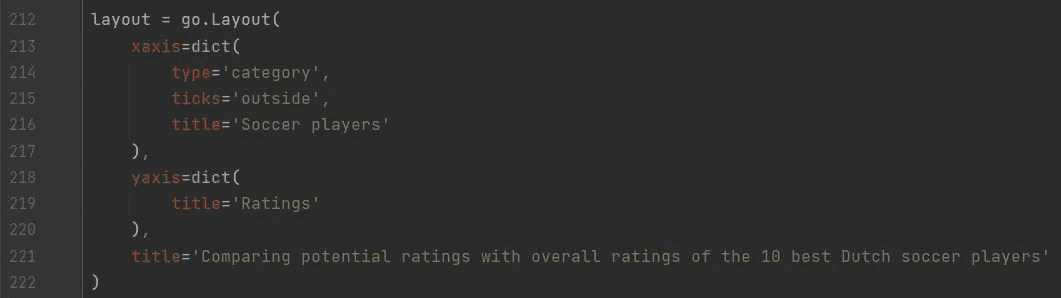 212 layout = go.Layout(
213     xaxis=dict(
214         type='category',
215         ticks='outside',
216         title='Soccer players'
217     ),
218     yaxis=dict(
219         title='Ratings'
220     ),
221     title='Comparing potential ratings with overall ratings of the 10 best Dutch soccer players'
222 )